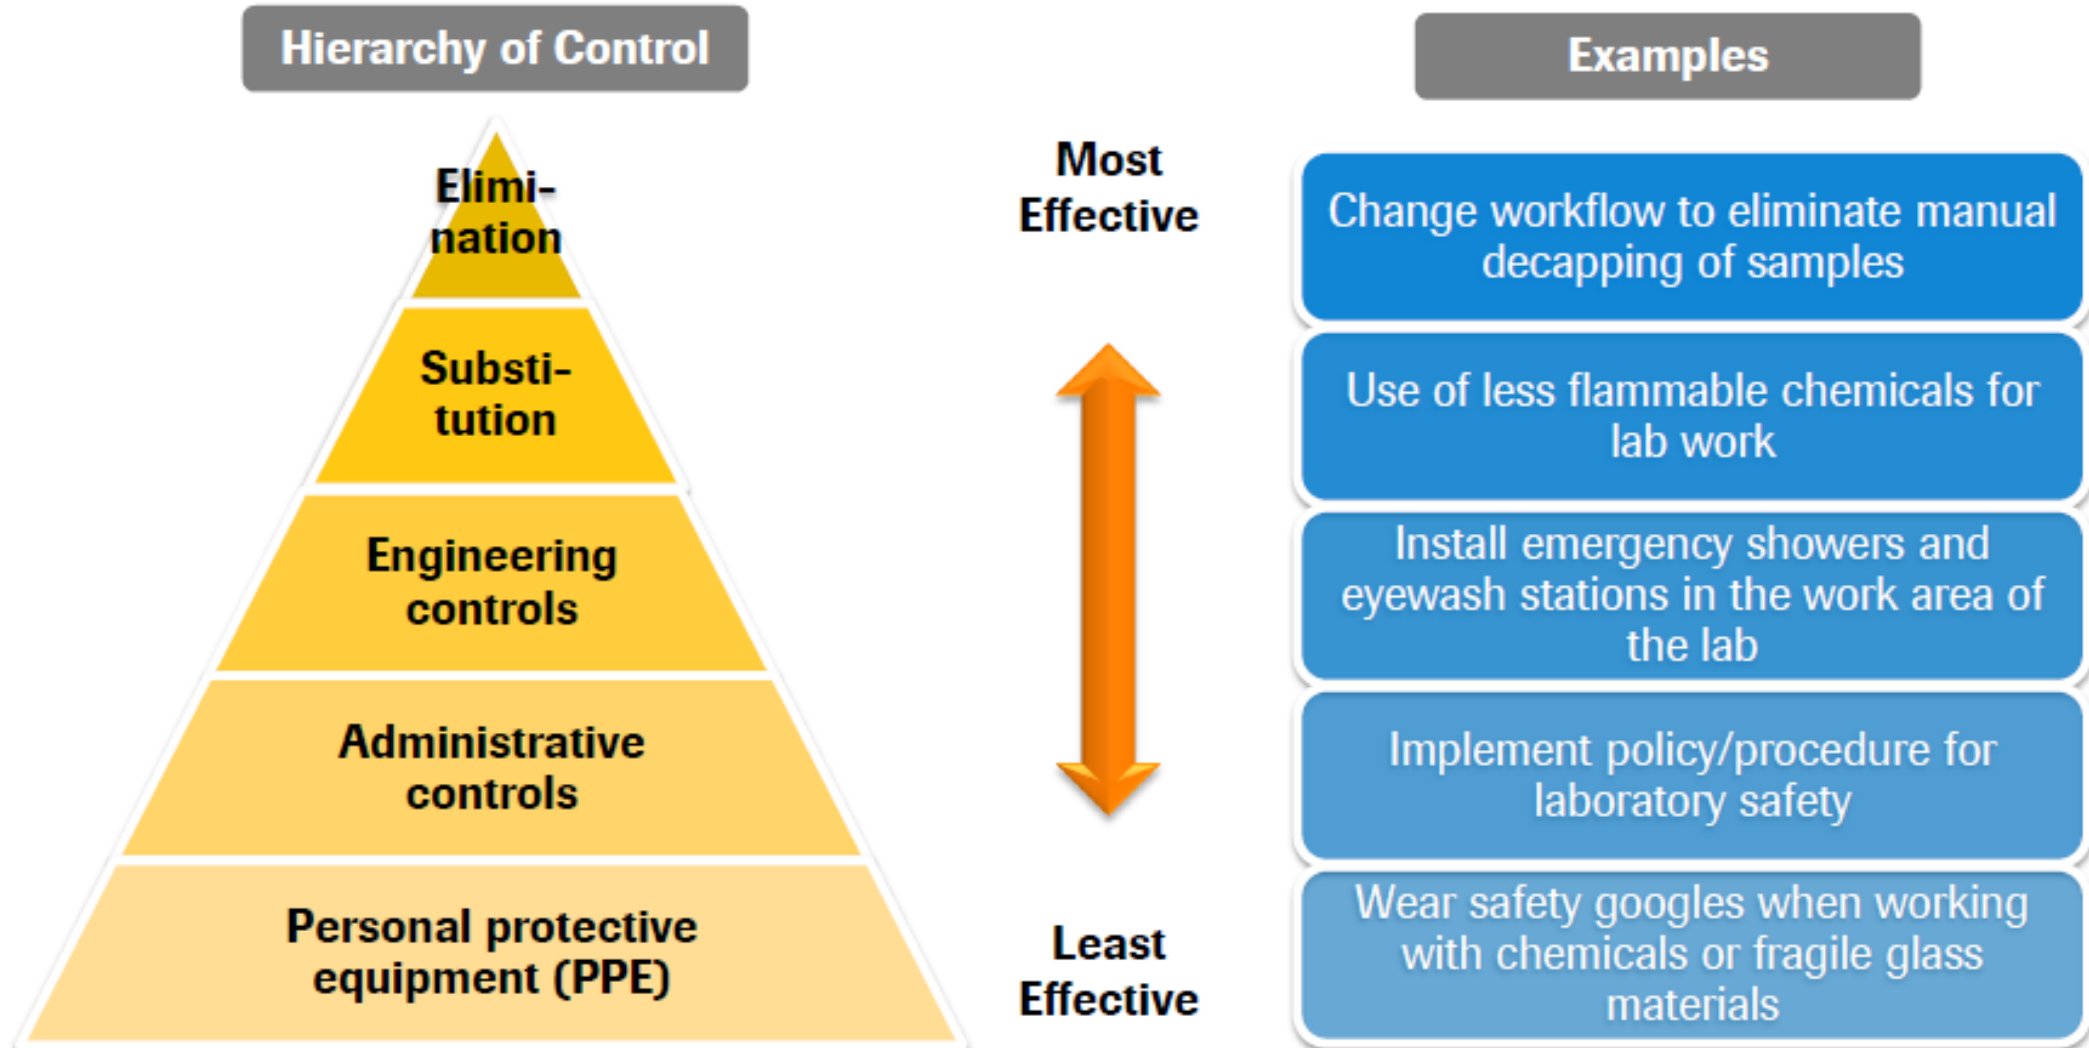 Hierarchy of Control
Elimi-
nation
Substi-
tution
Engineering
controls
Administrative
controls
Personal protective
equipment (PPE)
Most
Effective
Least
Effective
Examples
Change workflow to eliminate manual
decapping of samples
Use of less flammable chemicals for
lab work
Install emergency showers and
eyewash stations in the work area of
the lab
Implement policy/procedure for
laboratory safety
Wear safety googles when working
with chemicals or fragile glass
materials